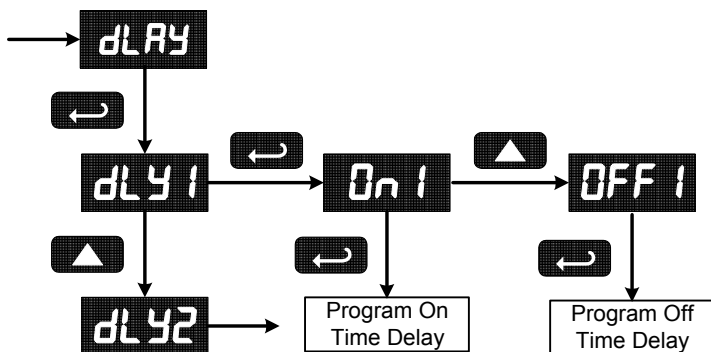 dLAY
dLY1
On1
OFF1
dLY2
Program On
Time Delay
Program Off
Time Delay